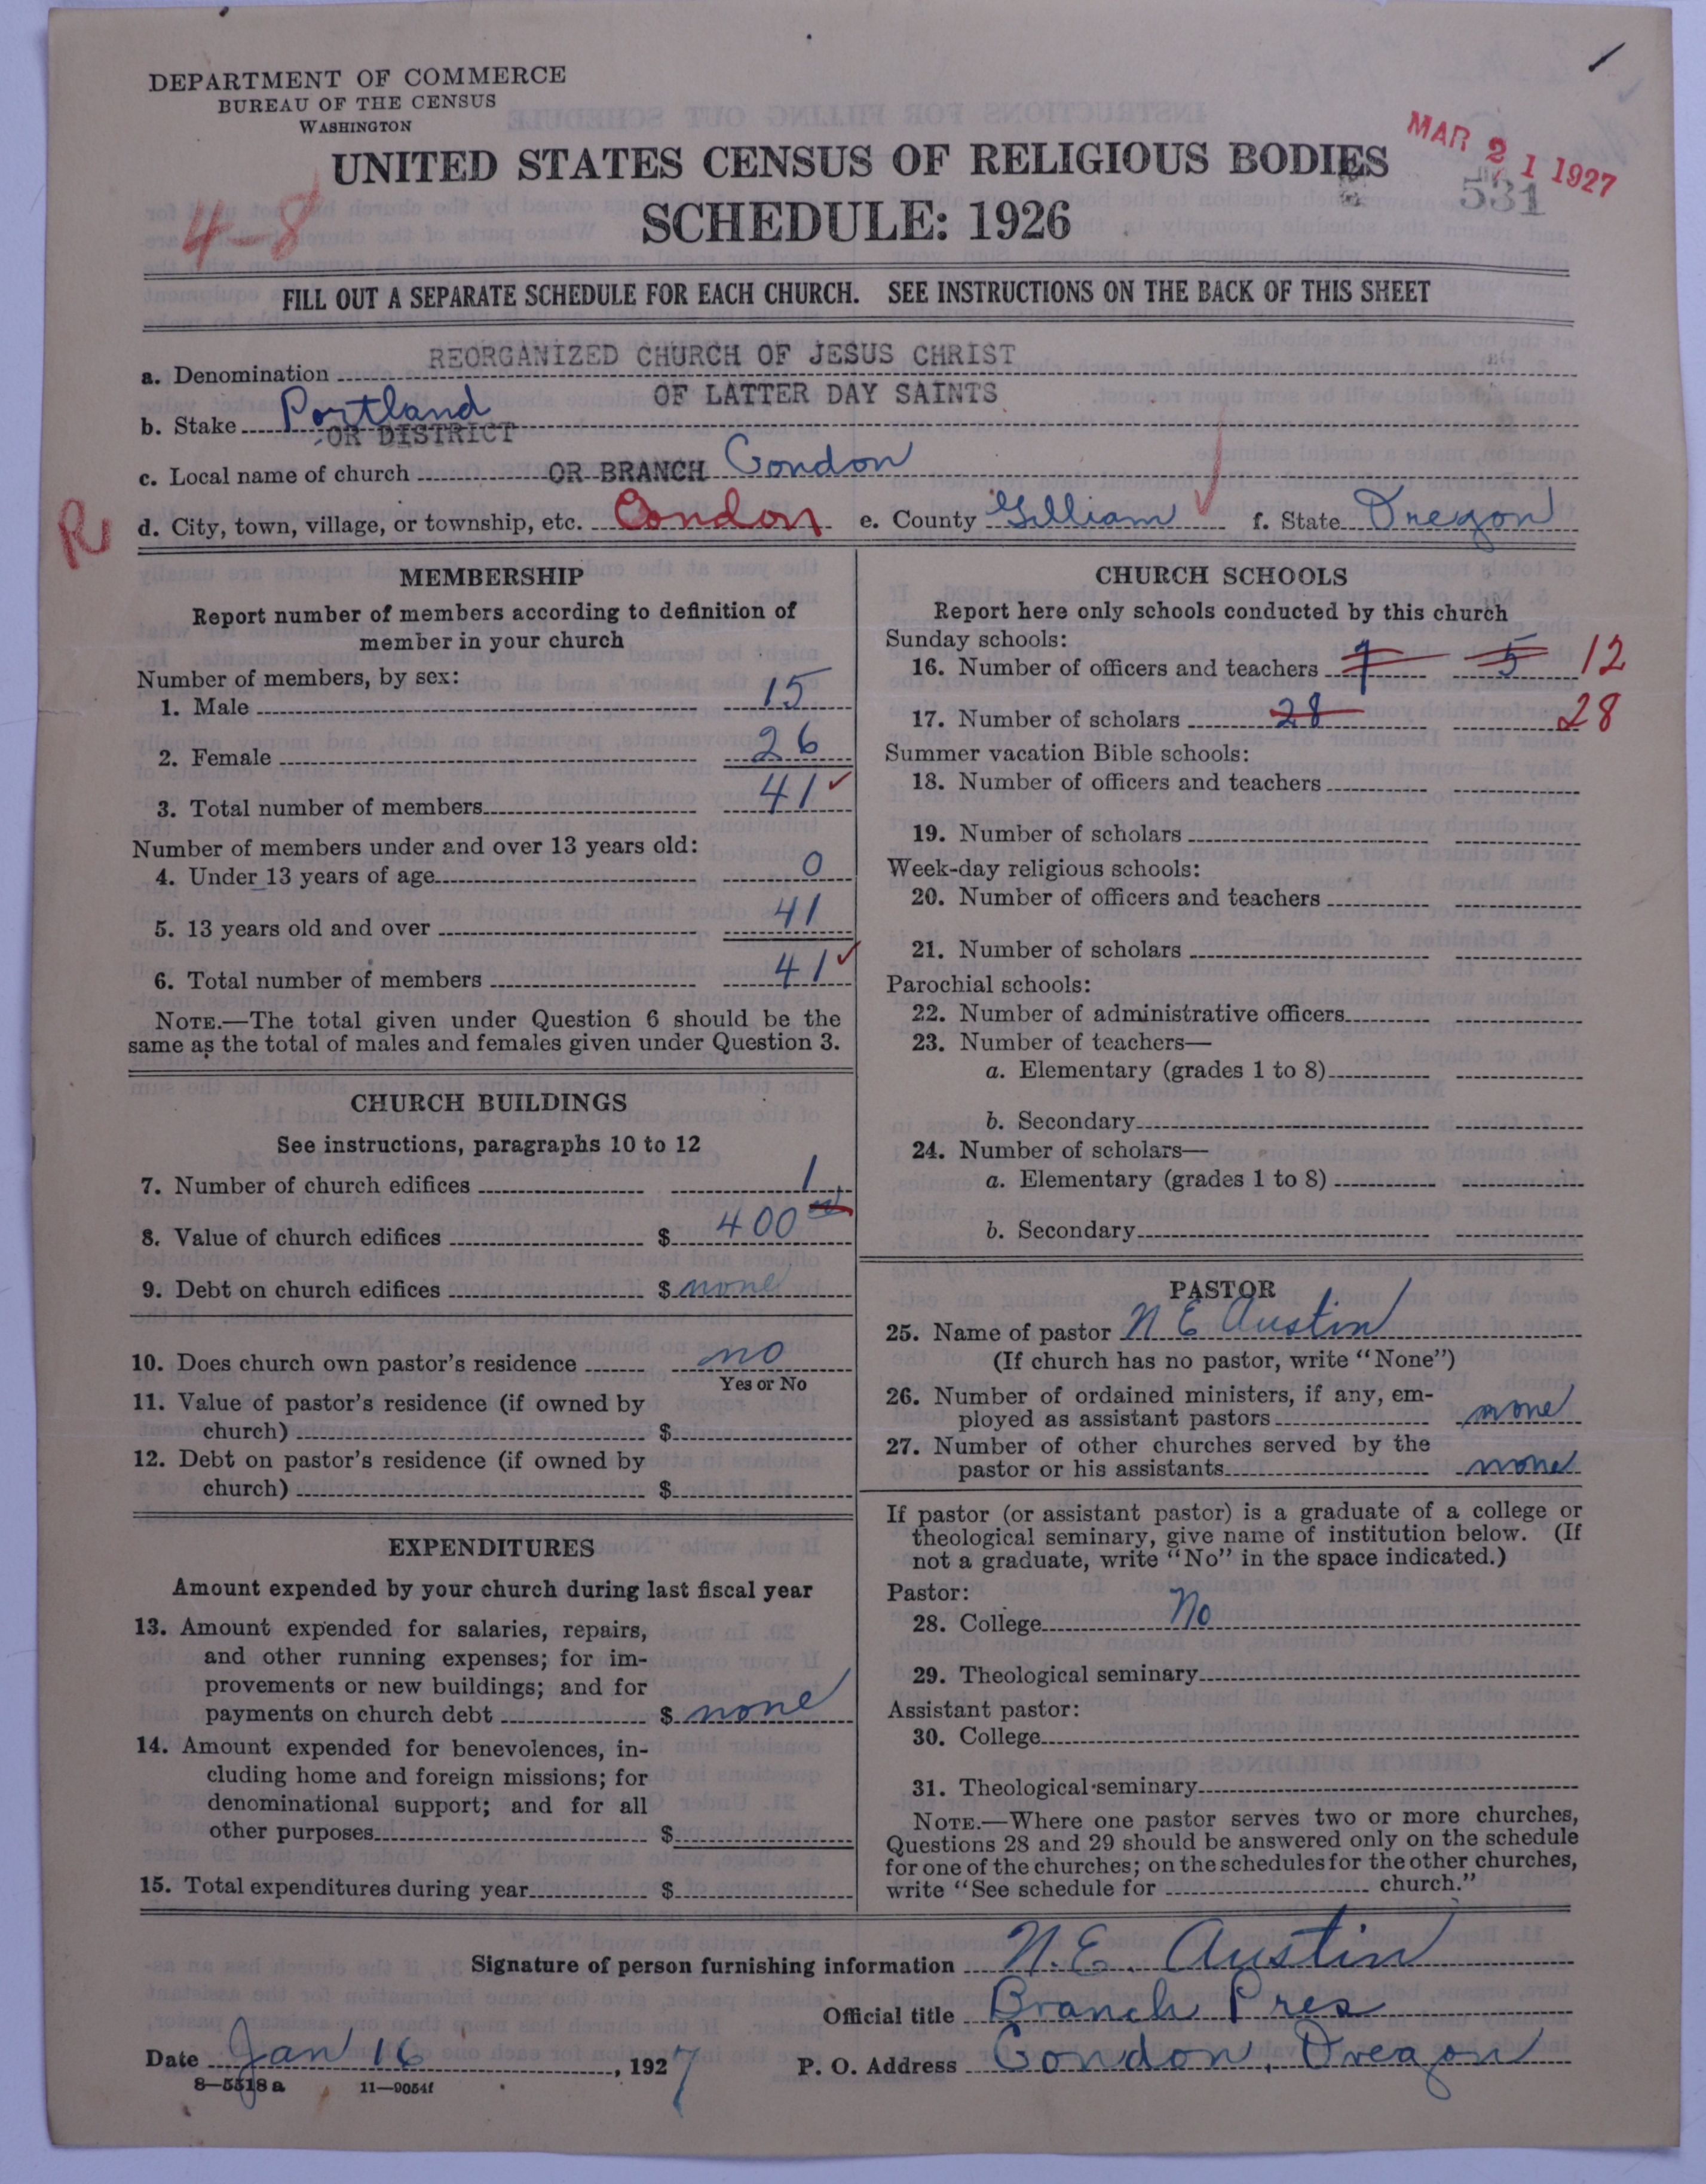 DEPARTMENT OF COMMERCE
BUREAU OF THE CENSUS
WASHINGTON
UNITED STATES CENSUS OF RELIGIOUS BODIES
MAR 21 1927
531
4-8
SCHEDULE: 1926
FILL OUT A SEPARATE SCHEDULE FOR EACH CHURCH. SEE INSTRUCTIONS ON THE BACK OF THIS SHEET
a. Denomination REORGANIZED CHURCH OF JESUS CHRIST
OF LATTER DAY SAINTS
b. Stake Portland
OR DISTRICT
c. Local name of church OR BRANCH Condon
R
d. City, town, village, or township, etc. Condon e. County Gilliam f. State Oregon
MEMBERSHIP
Report number of members according to definition of
member in your church
Number of members, by sex:
1. Male 15
2. Female 26
3. Total number of members 41
Number of members under and over 13 years old:
4. Under 13 years of age 0
5. 13 years old and over 41
6. Total number of members 41
NOTE.—The total given under Question 6 should be the
same as the total of males and females given under Question 3.
CHURCH BUILDINGS
See instructions, paragraphs 10 to 12
7. Number of church edifices 1
8. Value of church edifices $ 400
9. Debt on church edifices $ none
10. Does church own pastor's residence no
Yes or No
11. Value of pastor's residence (if owned by
church) $
12. Debt on pastor's residence (if owned by
church) $
EXPENDITURES
Amount expended by your church during last fiscal year
13. Amount expended for salaries, repairs,
and other running expenses; for im-
provements or new buildings; and for
payments on church debt $ none
14. Amount expended for benevolences, in-
cluding home and foreign missions; for
denominational support; and for all
other purposes $
15. Total expenditures during year $
CHURCH SCHOOLS
Report here only schools conducted by this church
Sunday schools:
16. Number of officers and teachers 7 5 12
17. Number of scholars 28 28
Summer vacation Bible schools:
18. Number of officers and teachers
19. Number of scholars
Week-day religious schools:
20. Number of officers and teachers
21. Number of scholars
Parochial schools:
22. Number of administrative officers
23. Number of teachers—
a. Elementary (grades 1 to 8)
b. Secondary
24. Number of scholars—
a. Elementary (grades 1 to 8)
b. Secondary
PASTOR
25. Name of pastor N E Austin
(If church has no pastor, write "None")
26. Number of ordained ministers, if any, em-
ployed as assistant pastors none
27. Number of other churches served by the
pastor or his assistants none
If pastor (or assistant pastor) is a graduate of a college or
theological seminary, give name of institution below. (If
not a graduate, write "No" in the space indicated.)
Pastor:
28. College No
29. Theological seminary
Assistant pastor:
30. College
31. Theological seminary
NOTE.—Where one pastor serves two or more churches,
Questions 28 and 29 should be answered only on the schedule
for one of the churches; on the schedules for the other churches,
write "See schedule for church."
Signature of person furnishing information N. E. Austin
Official title Branch Pres
Date Jan 16, 1927 P. O. Address Condon, Oregon
8—5518a 11—9054f